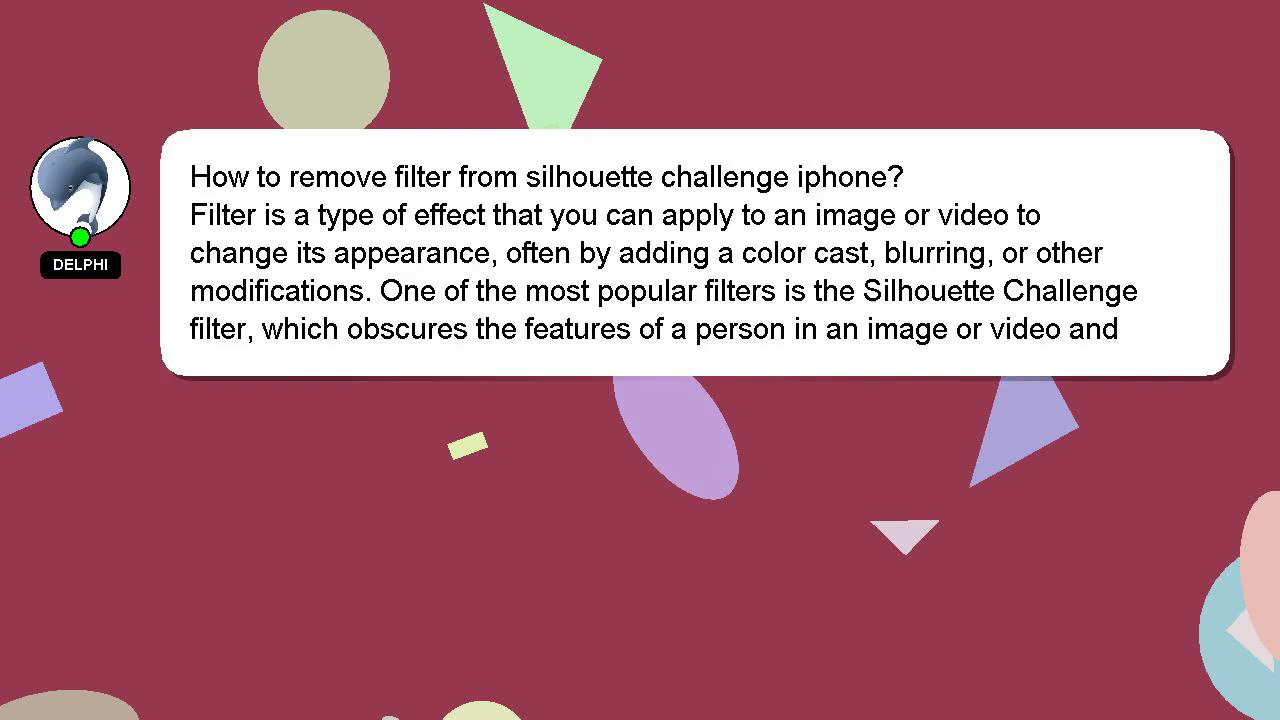 How to remove filter from silhouette challenge iphone?
Filter is a type of effect that you can apply to an image or video to
change its appearance, often by adding a color cast, blurring, or other
modifications. One of the most popular filters is the Silhouette Challenge
filter, which obscures the features of a person in an image or video and
DELPHI